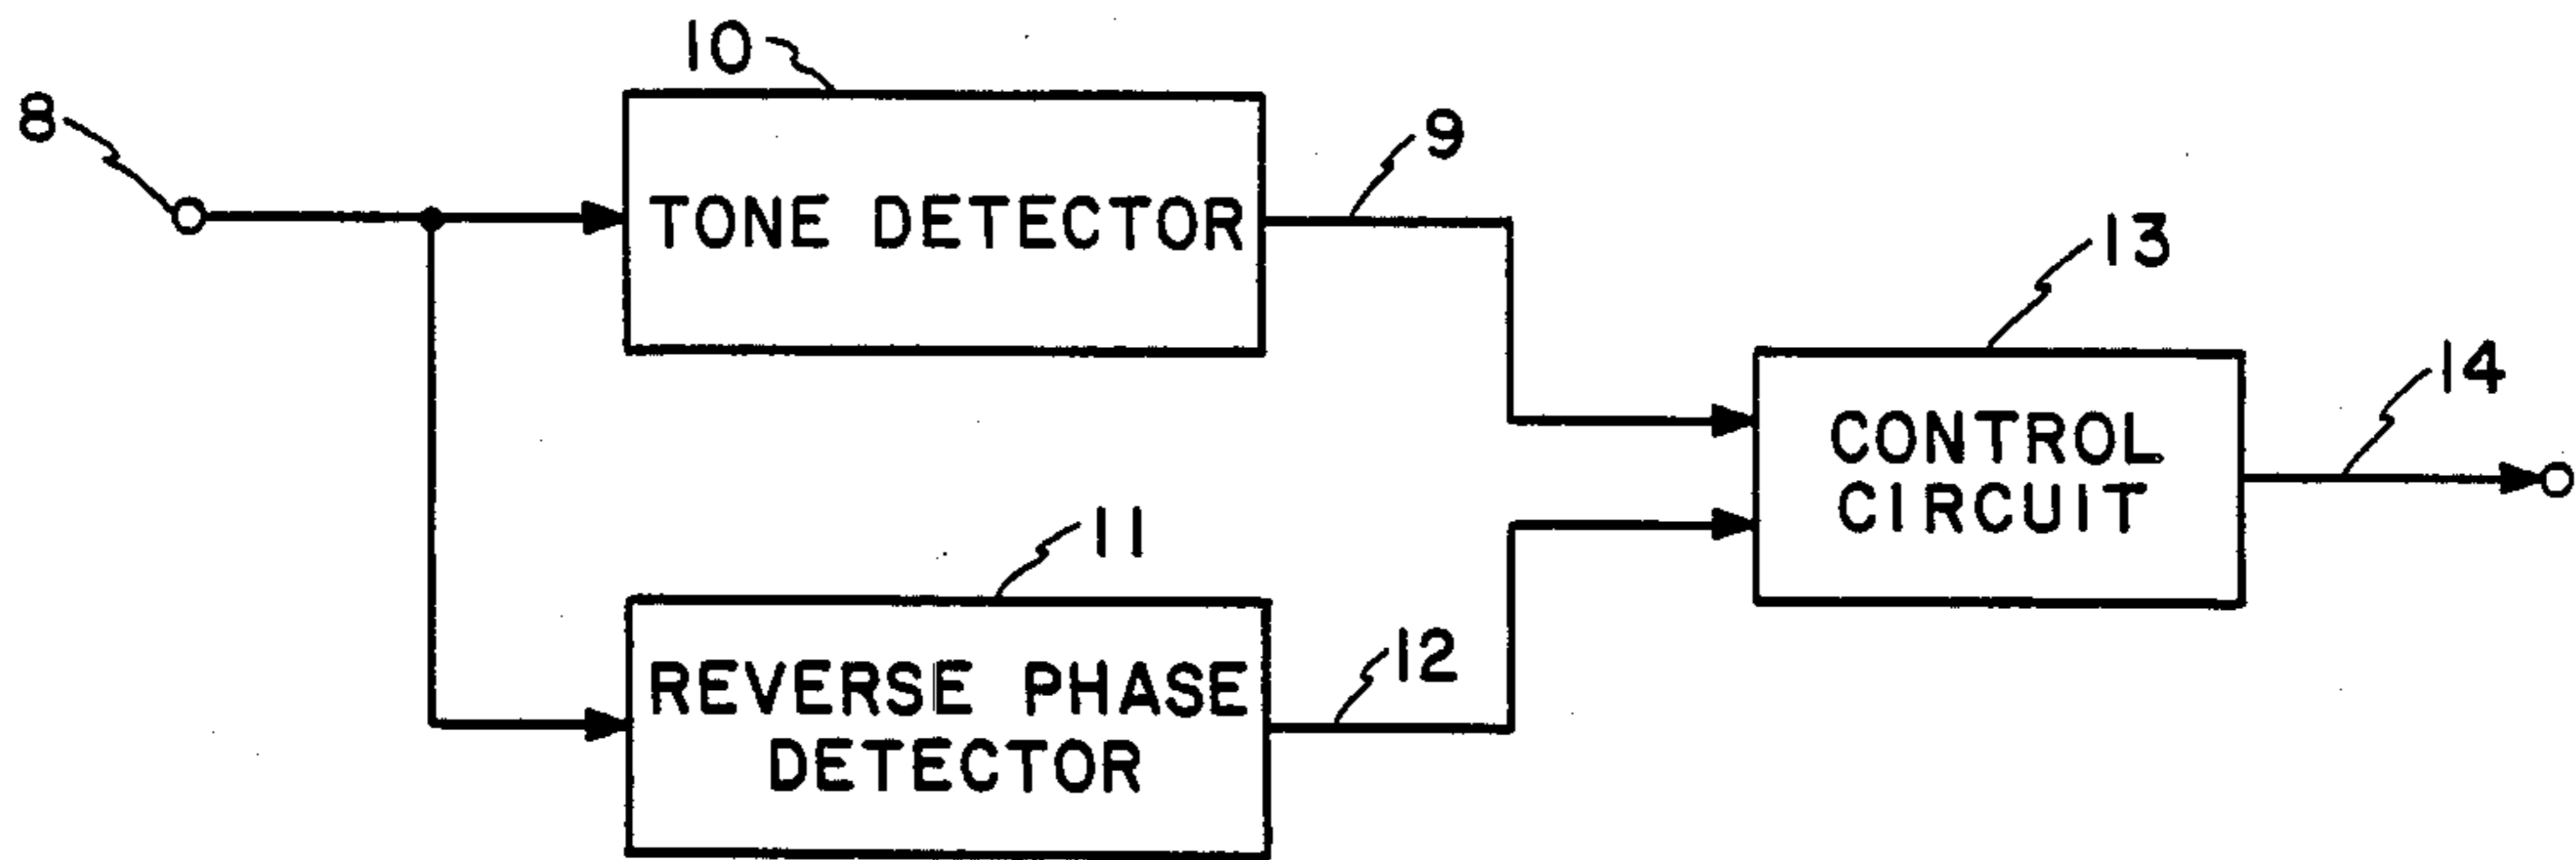 10
8
9
TONE DETECTOR
13
14
CONTROL
CIRCUIT
11
12
REVERSE PHASE
DETECTOR